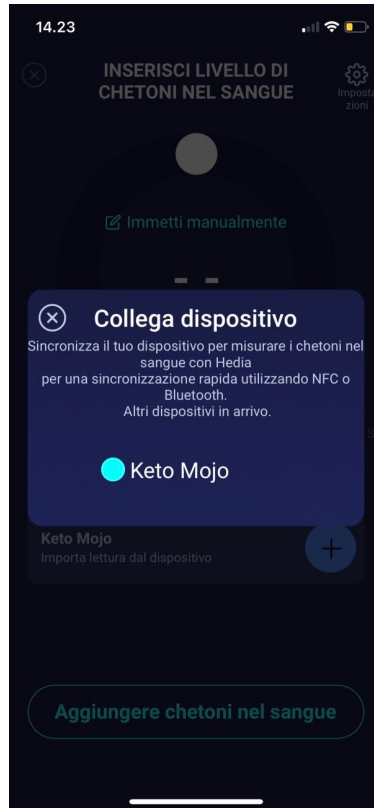 14.23
INSERISCI LIVELLO DI
CHETONI NEL SANGUE
Imposta
zioni
Immetti manualmente
--
Collega dispositivo
Sincronizza il tuo dispositivo per misurare i chetoni nel
sangue con Hedia
per una sincronizzazione rapida utilizzando NFC o
Bluetooth.
Altri dispositivi in arrivo.
Keto Mojo
Keto Mojo
Importa lettura dal dispositivo
Aggiungere chetoni nel sangue